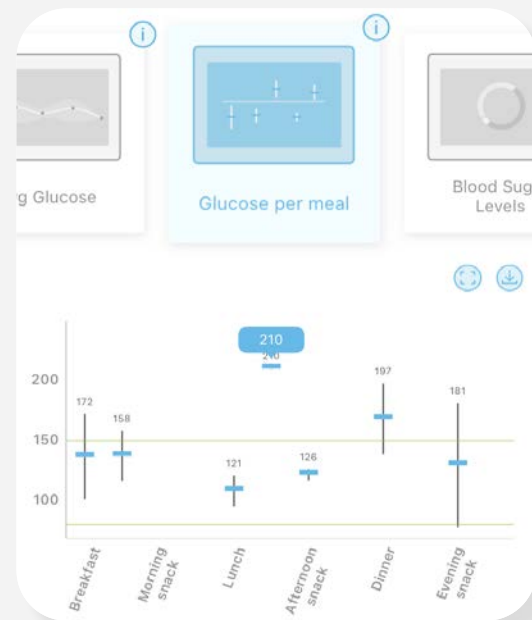 i
i
g Glucose
Glucose per meal
Blood Sug
Levels
210
210
200
150
100
172
158
121
126
197
181
Breakfast
Morning
snack
Lunch
Afternoon
snack
Dinner
Evening
snack